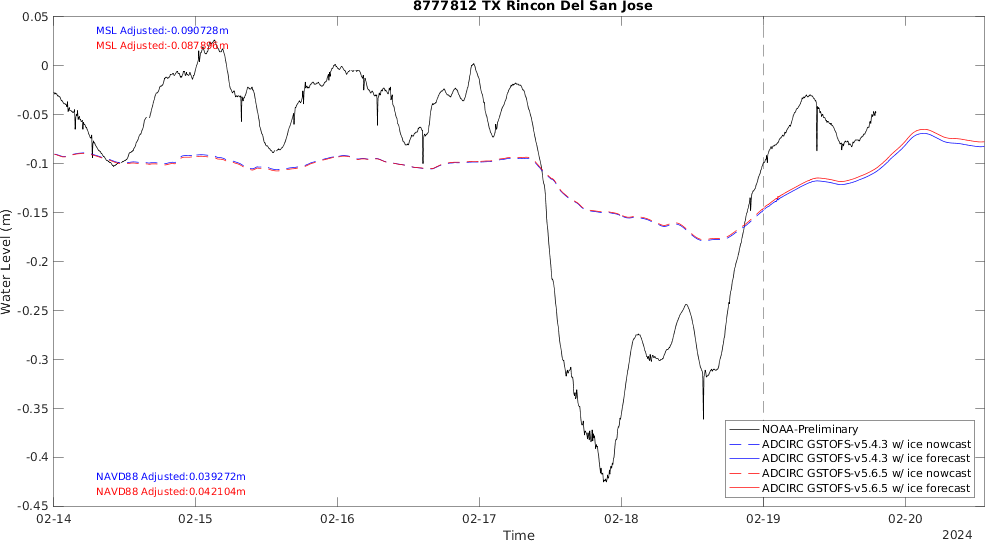 8777812 TX Rincon Del San Jose
MSL Adjusted:-0.090728m
MSL Adjusted:-0.087896m
0.05
0
-0.05
-0.1
-0.15
-0.2
-0.25
-0.3
-0.35
-0.4
-0.45
Water Level (m)
NOAA-Preliminary
ADCIRC GSTOFS-v5.4.3 w/ ice nowcast
ADCIRC GSTOFS-v5.4.3 w/ ice forecast
ADCIRC GSTOFS-v5.6.5 w/ ice nowcast
ADCIRC GSTOFS-v5.6.5 w/ ice forecast
NAVD88 Adjusted:0.039272m
NAVD88 Adjusted:0.042104m
02-14 02-15 02-16 02-17 02-18 02-19 02-20
Time
2024